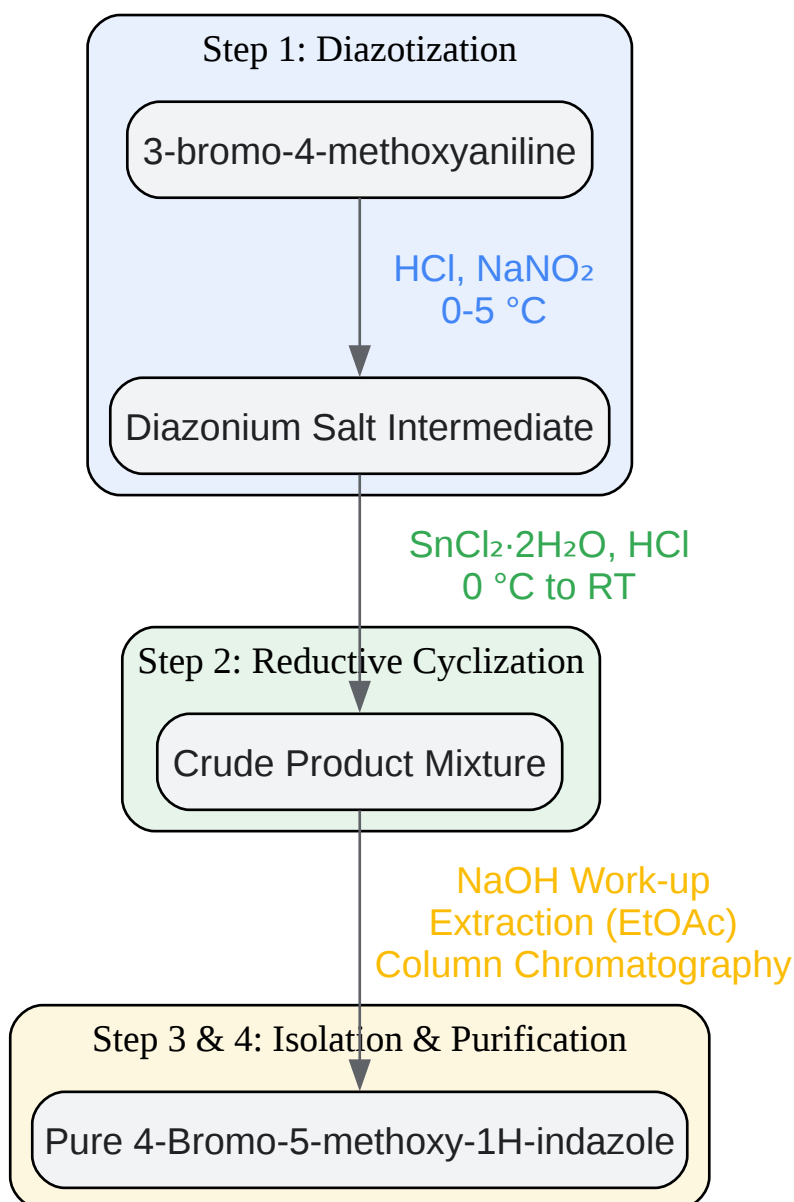 Step 1: Diazotization
3-bromo-4-methoxyaniline
HCl, NaNO₂
0-5 °C
Diazonium Salt Intermediate
SnCl₂·2H₂O, HCl
0 °C to RT
Step 2: Reductive Cyclization
Crude Product Mixture
NaOH Work-up
Extraction (EtOAc)
Column Chromatography
Step 3 & 4: Isolation & Purification
Pure 4-Bromo-5-methoxy-1H-indazole